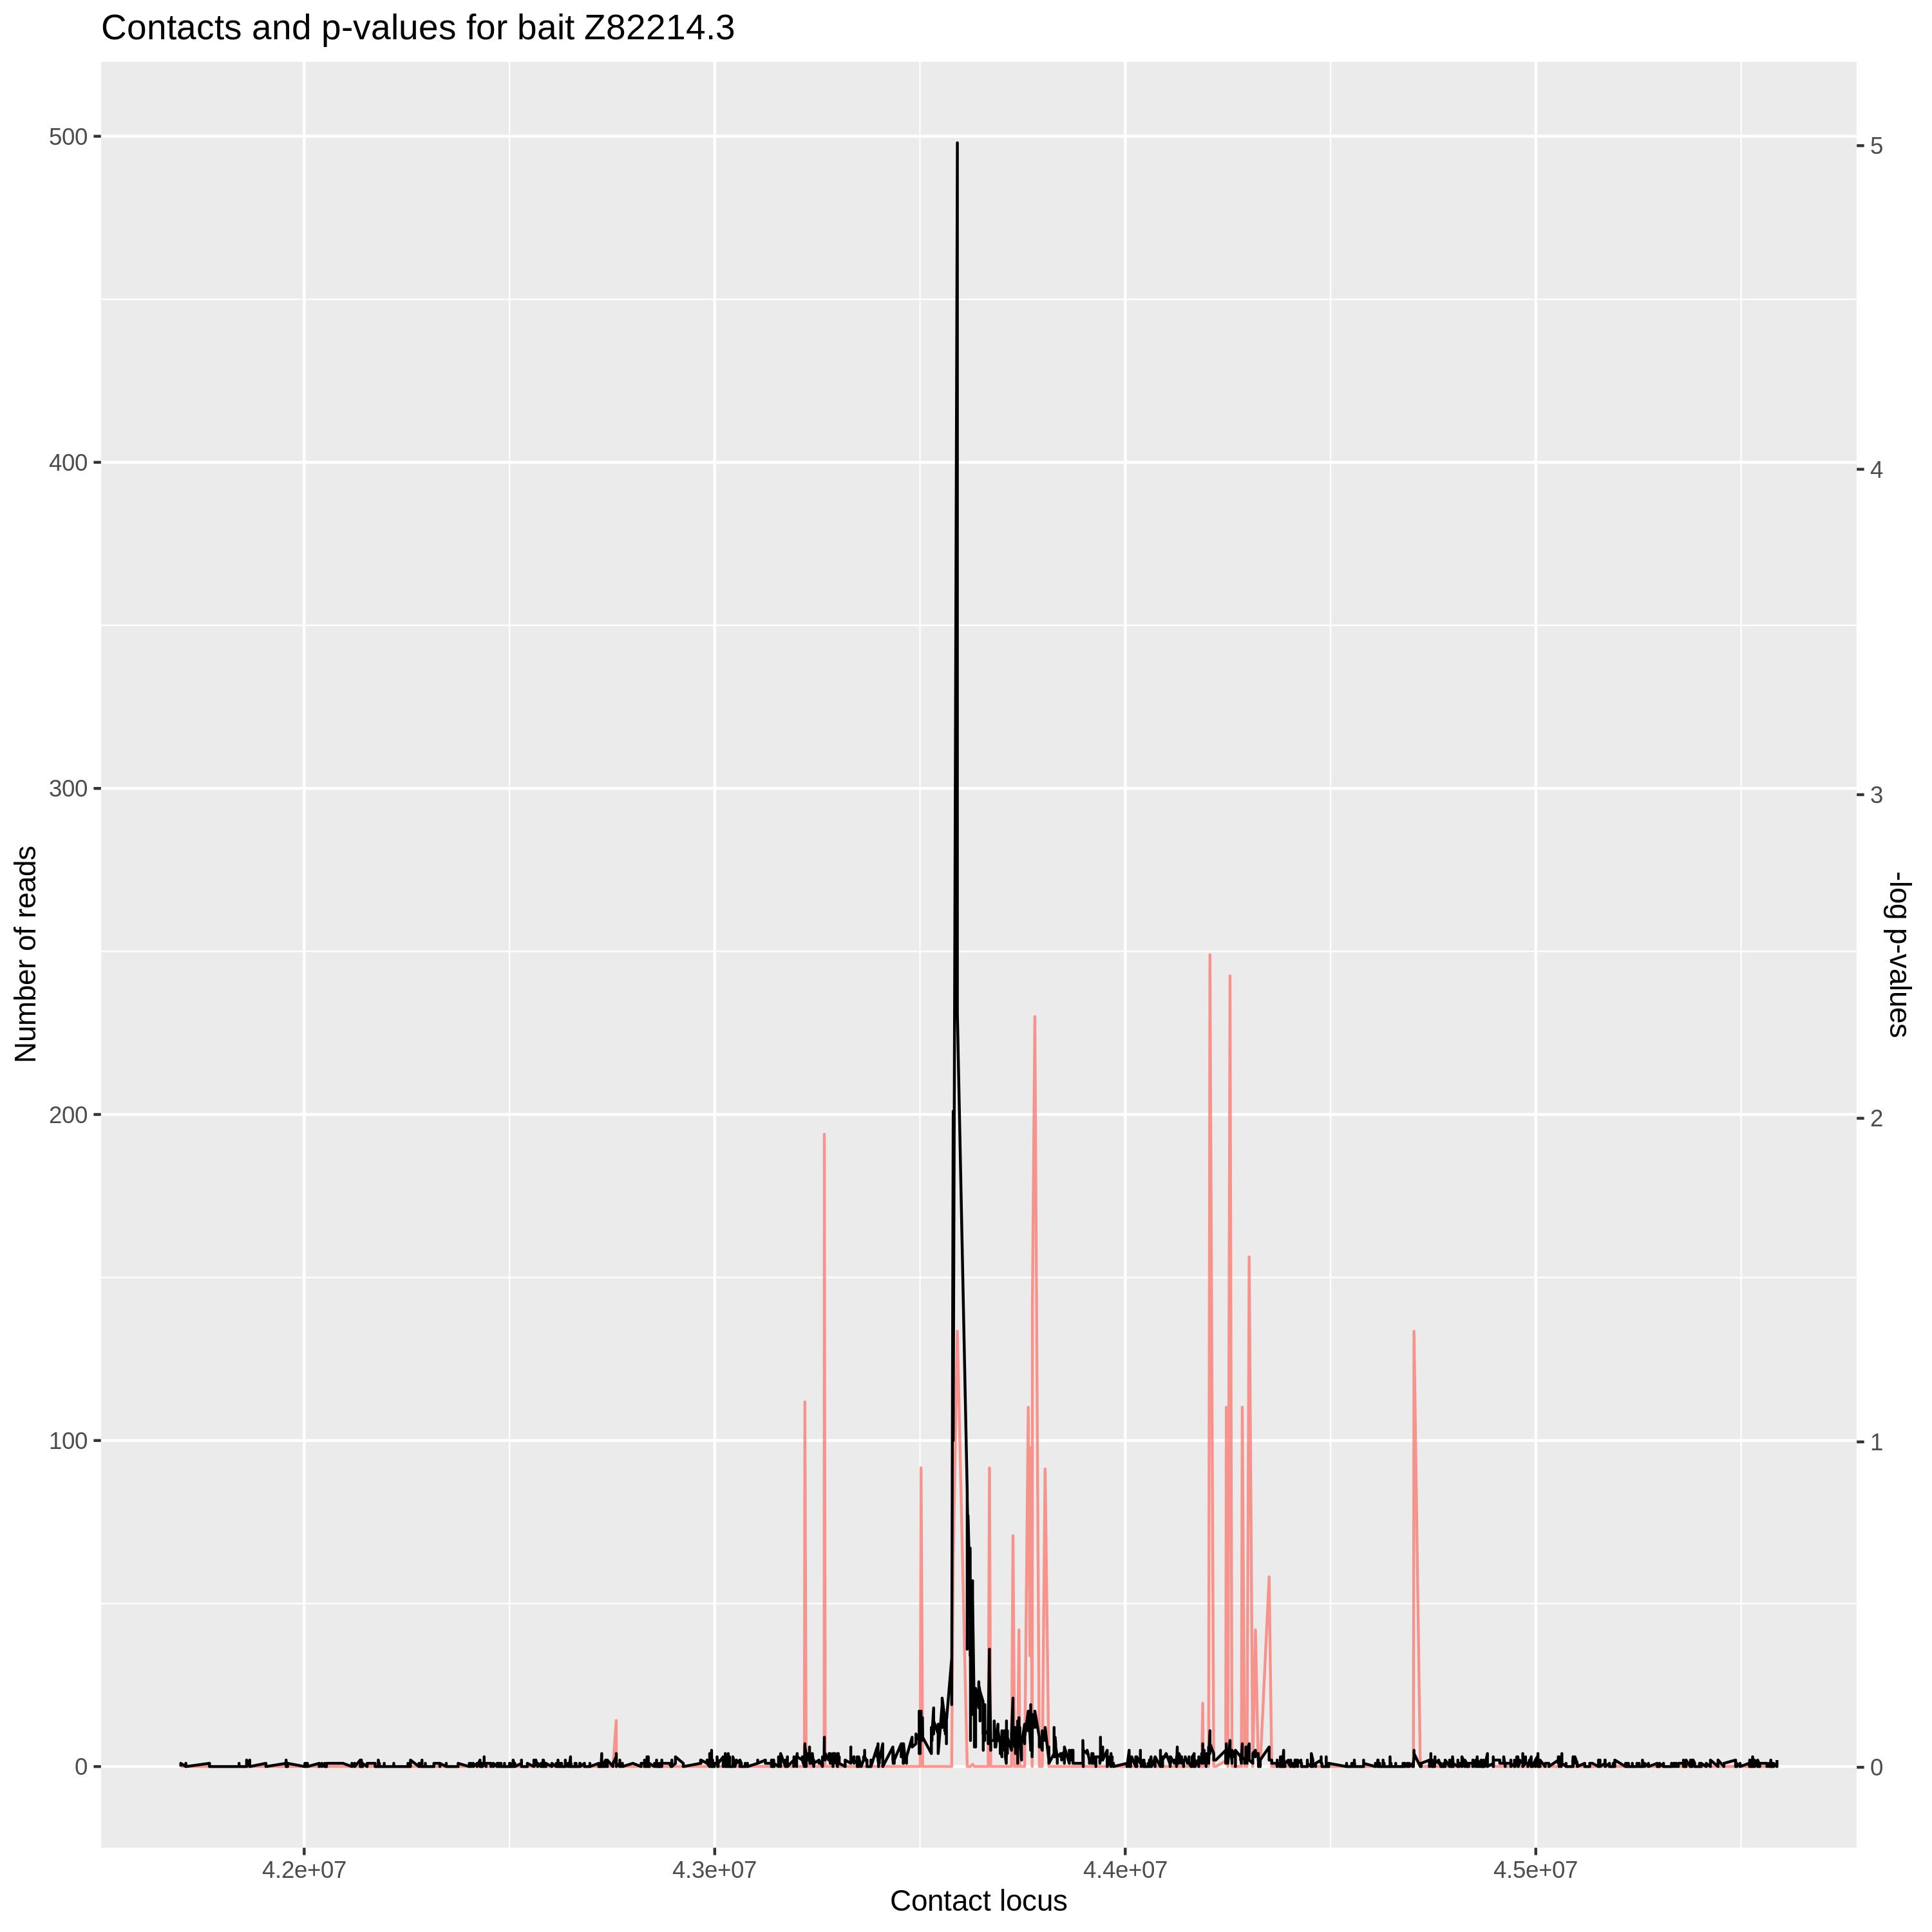 Contacts and p-values for bait Z82214.3
500
400
300
200
100
0
Number of reads
5
4
3
2
1
0
-log p-values
4.2e+07
4.3e+07
4.4e+07
4.5e+07
Contact locus